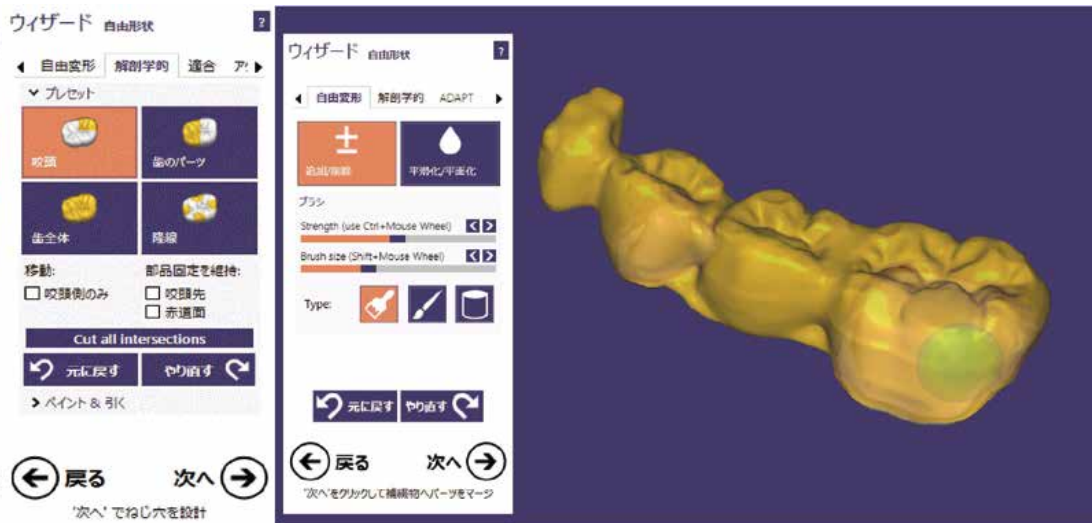 ウィザード 自由形状 ?
自由変形 解剖学的 適合
プレセット
咬頭 歯のパーツ
歯全体 隆線
移動: 部品固定を維持:
咬頭側のみ 咬頭先
赤道面
Cut all intersections
元に戻す やり直す
ペイント & 引く
戻る 次へ
"次へ" でねじ穴を設計
ウィザード 自由形状 ?
自由変形 解剖学的 ADAPT
追加/削除 平滑化/平面化
ブラシ
Strength (use Ctrl+Mouse Wheel)
Brush size (Shift+Mouse Wheel)
Type:
元に戻す やり直す
戻る 次へ
"次へ"をクリックして補綴物へパーツをマージ